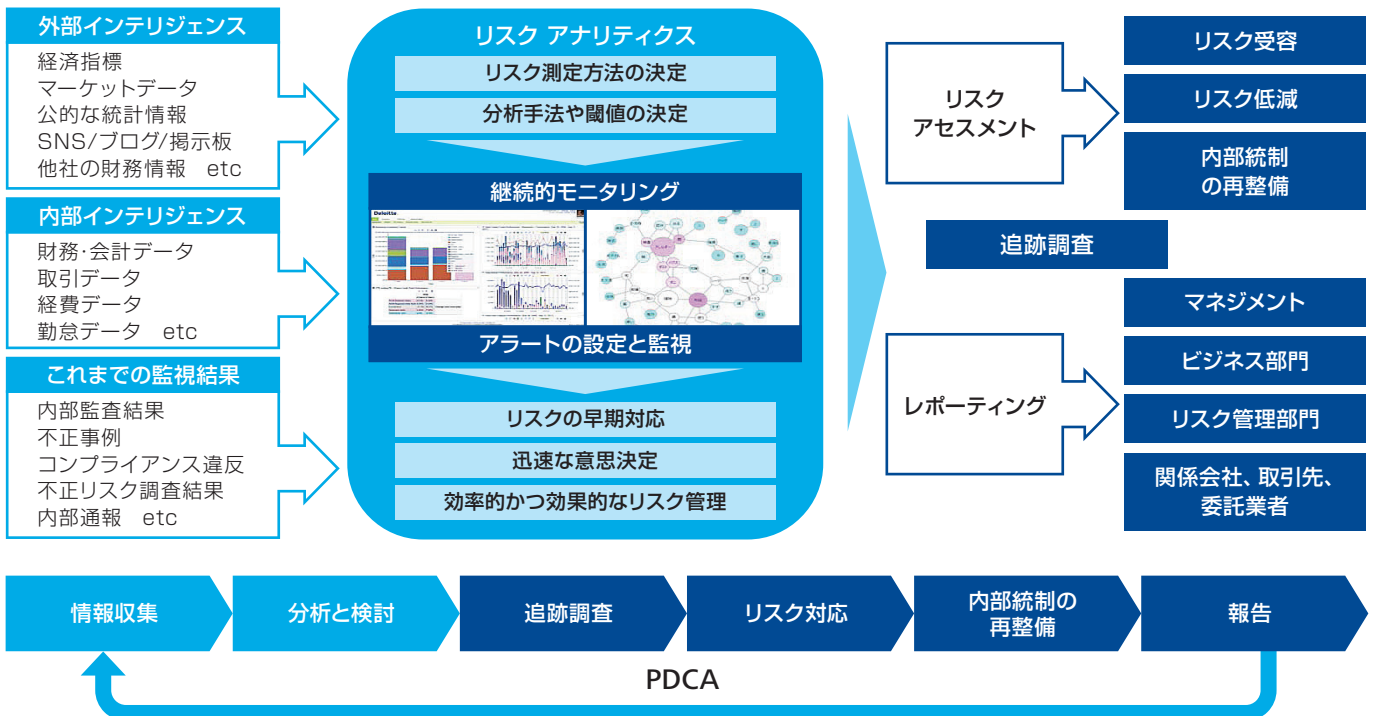 外部インテリジェンス
経済指標
マーケットデータ
公的な統計情報
SNS/ブログ/掲示板
他社の財務情報 etc
内部インテリジェンス
財務・会計データ
取引データ
経費データ
勤怠データ etc
これまでの監視結果
内部監査結果
不正事例
コンプライアンス違反
不正リスク調査結果
内部通報 etc
リスク アナリティクス
リスク測定方法の決定
分析手法や閾値の決定
継続的モニタリング
Deloitte
アラートの設定と監視
リスクの早期対応
迅速な意思決定
効率的かつ効果的なリスク管理
リスク
アセスメント
リスク受容
リスク低減
内部統制
の再整備
追跡調査
レポーティング
マネジメント
ビジネス部門
リスク管理部門
関係会社、取引先、
委託業者
情報収集
分析と検討
追跡調査
リスク対応
内部統制の
再整備
報告
PDCA